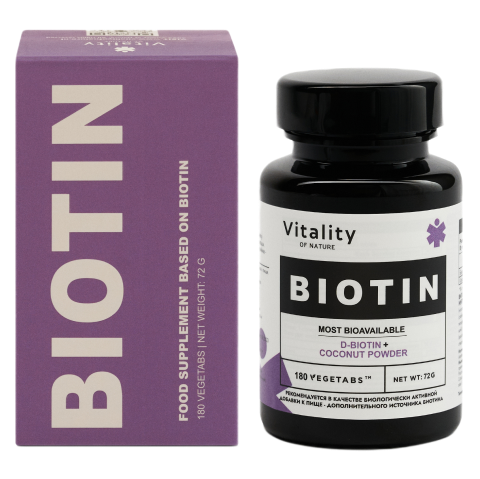 Vitality
BIOTIN
FOOD SUPPLEMENT BASED ON BIOTIN
180 VEGETABS | NET WEIGHT: 72 G
Vitality
OF NATURE
BIOTIN
MOST BIOAVAILABLE
D-BIOTIN +
COCONUT POWDER
180 VEGETABS™
NET WT: 72G
РЕКОМЕНДУЕТСЯ В КАЧЕСТВЕ БИОЛОГИЧЕСКИ АКТИВНОЙ
ДОБАВКИ К ПИЩЕ - ДОПОЛНИТЕЛЬНОГО ИСТОЧНИКА БИОТИНА